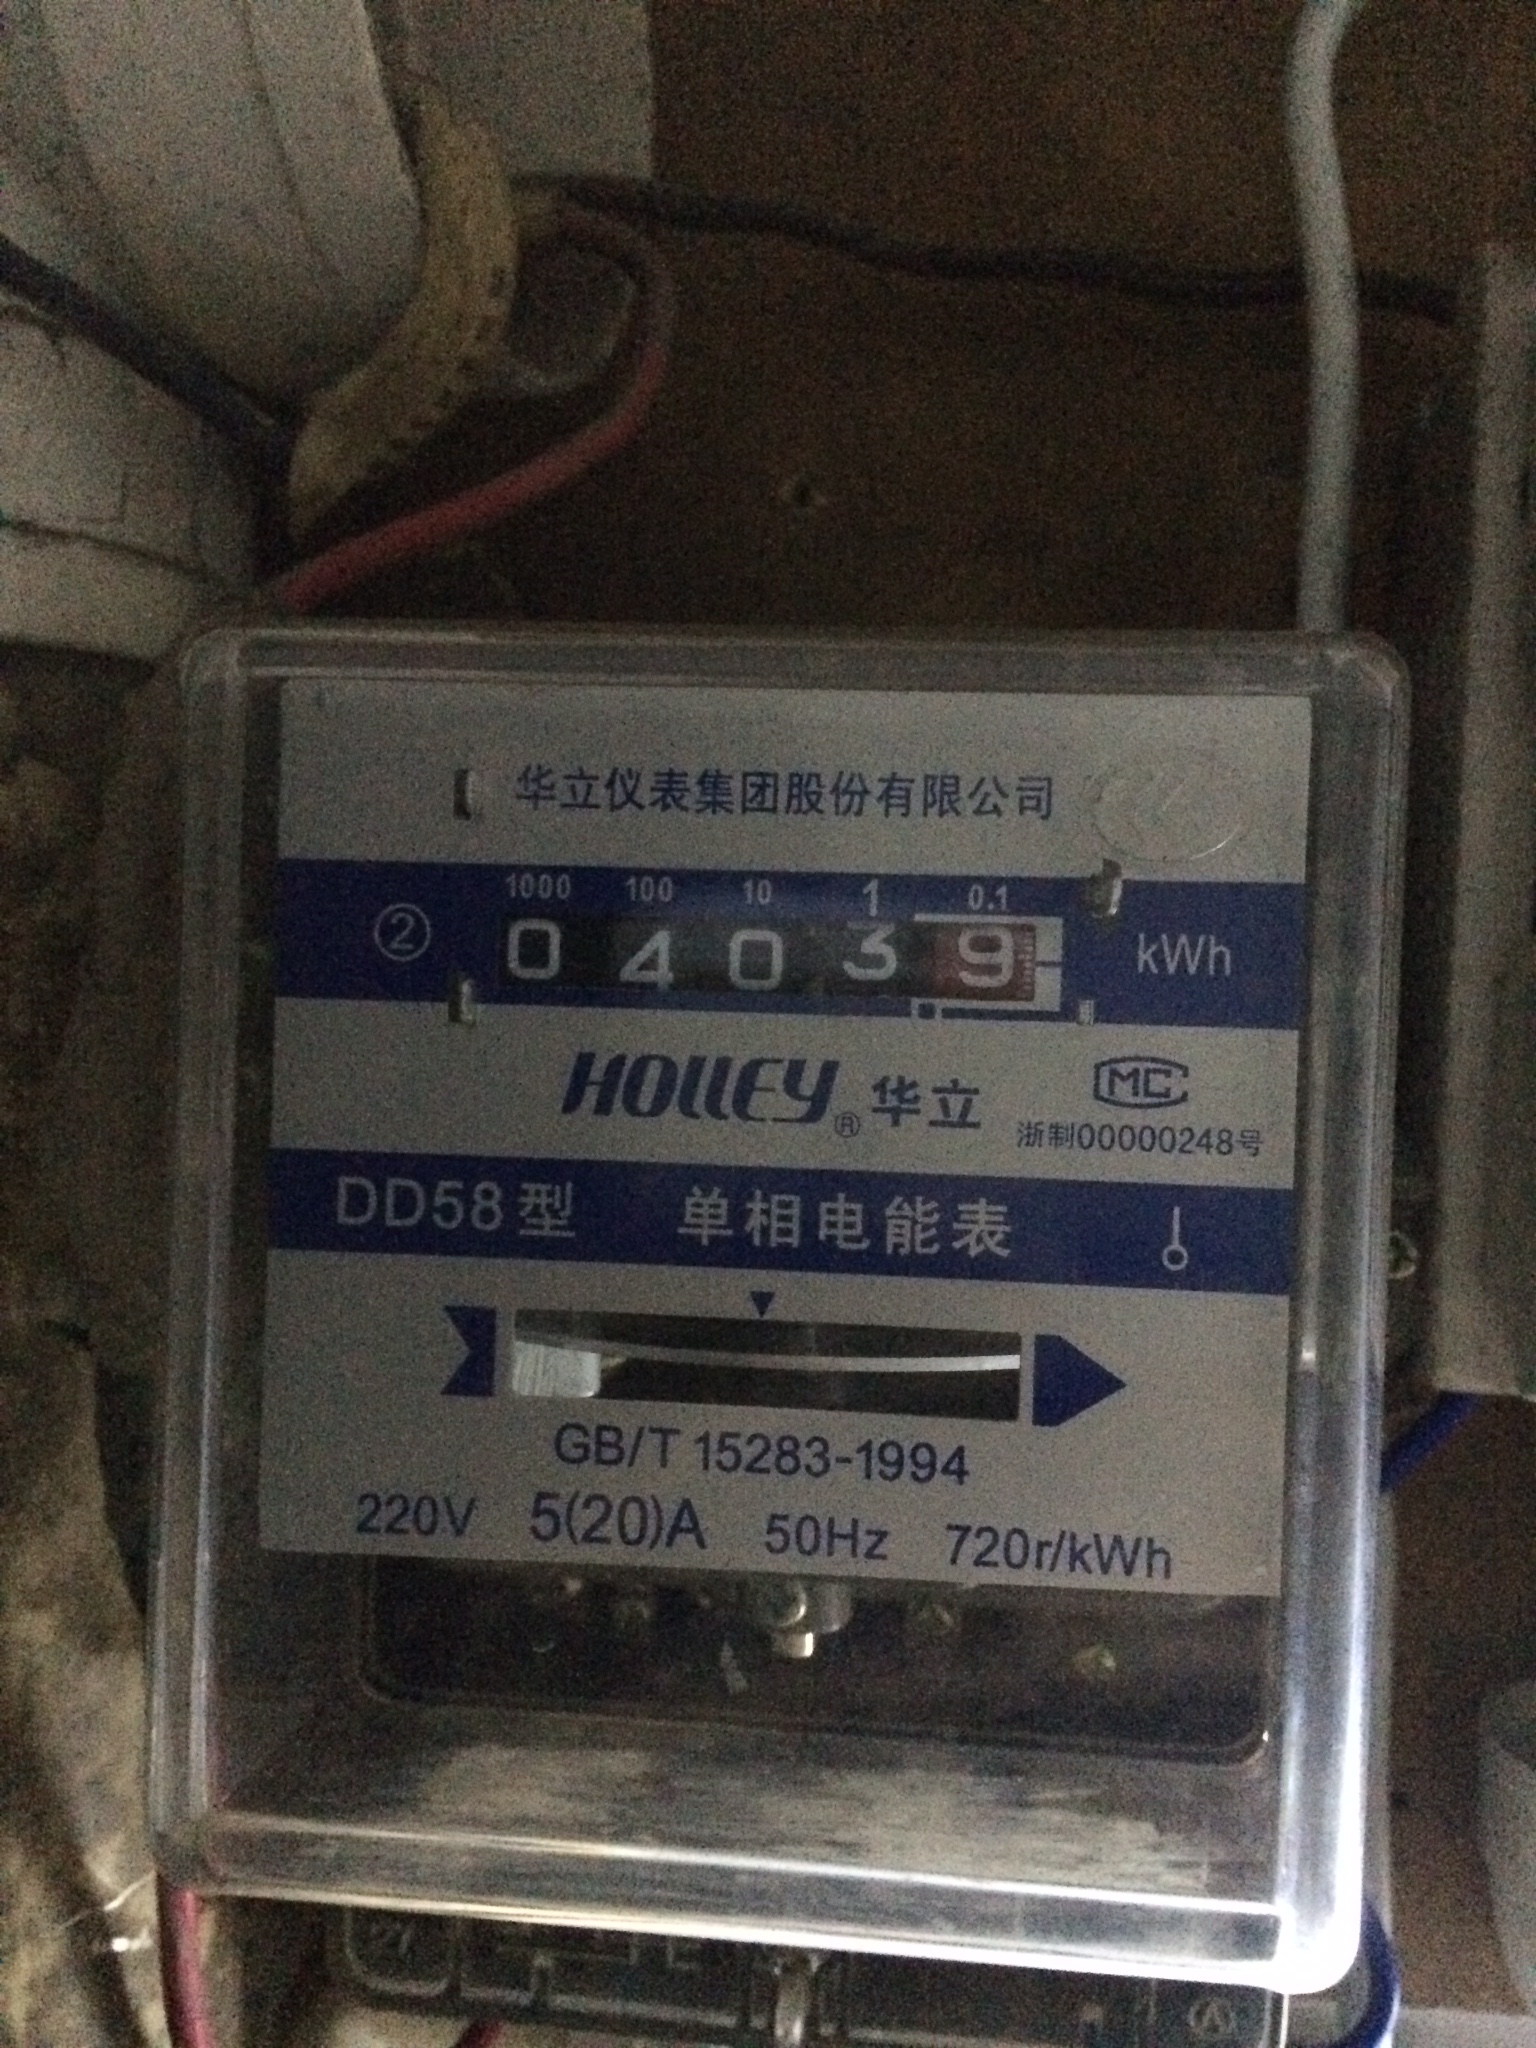 华立仪表集团股份有限公司
1000 100 10 1 0.1
② 0 4 0 3 9 kWh
HOLLEY® 华立 MC
浙制00000248号
DD58型 单相电能表
GB/T 15283-1994
220V 5(20)A 50Hz 720r/kWh
27